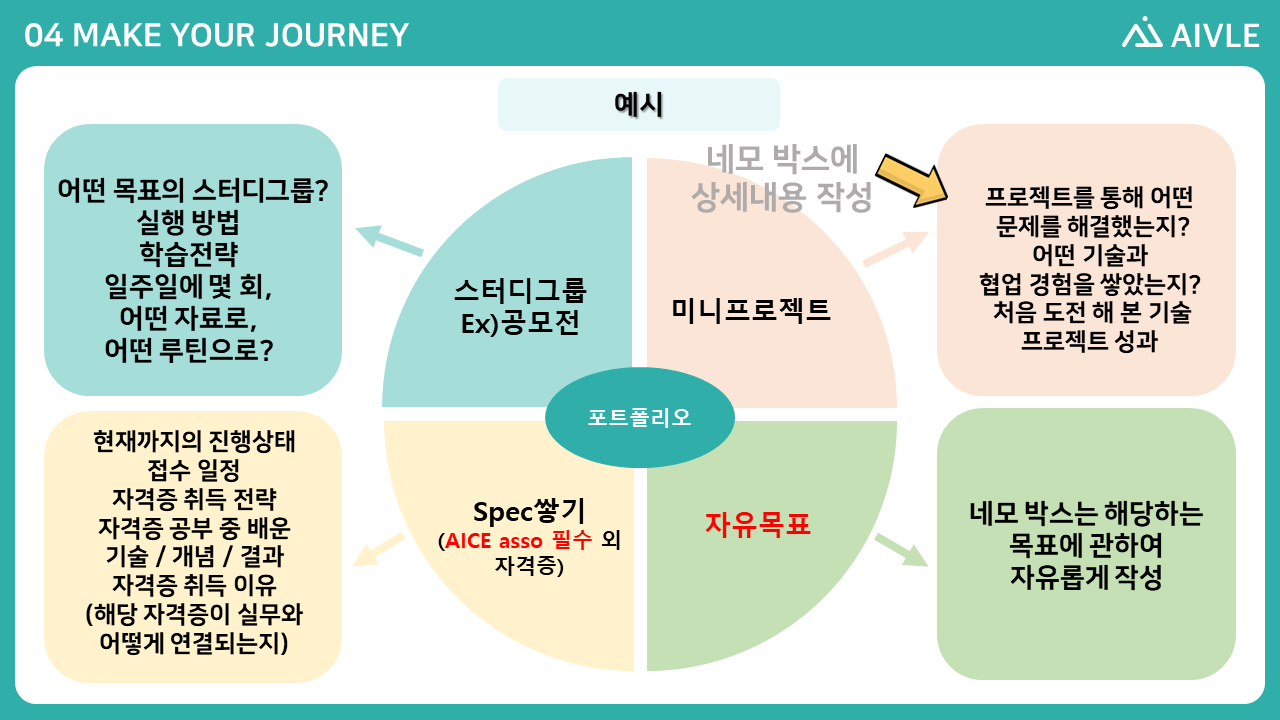 04 MAKE YOUR JOURNEY
AIVLE
예시
네모 박스에
상세내용 작성
어떤 목표의 스터디그룹?
실행 방법
학습전략
일주일에 몇 회,
어떤 자료로,
어떤 루틴으로?
스터디그룹
Ex)공모전
미니프로젝트
프로젝트를 통해 어떤
문제를 해결했는지?
어떤 기술과
협업 경험을 쌓았는지?
처음 도전 해 본 기술
프로젝트 성과
포트폴리오
현재까지의 진행상태
접수 일정
자격증 취득 전략
자격증 공부 중 배운
기술 / 개념 / 결과
자격증 취득 이유
(해당 자격증이 실무와
어떻게 연결되는지)
Spec쌓기
(AICE asso 필수 외
자격증)
자유목표
네모 박스는 해당하는
목표에 관하여
자유롭게 작성